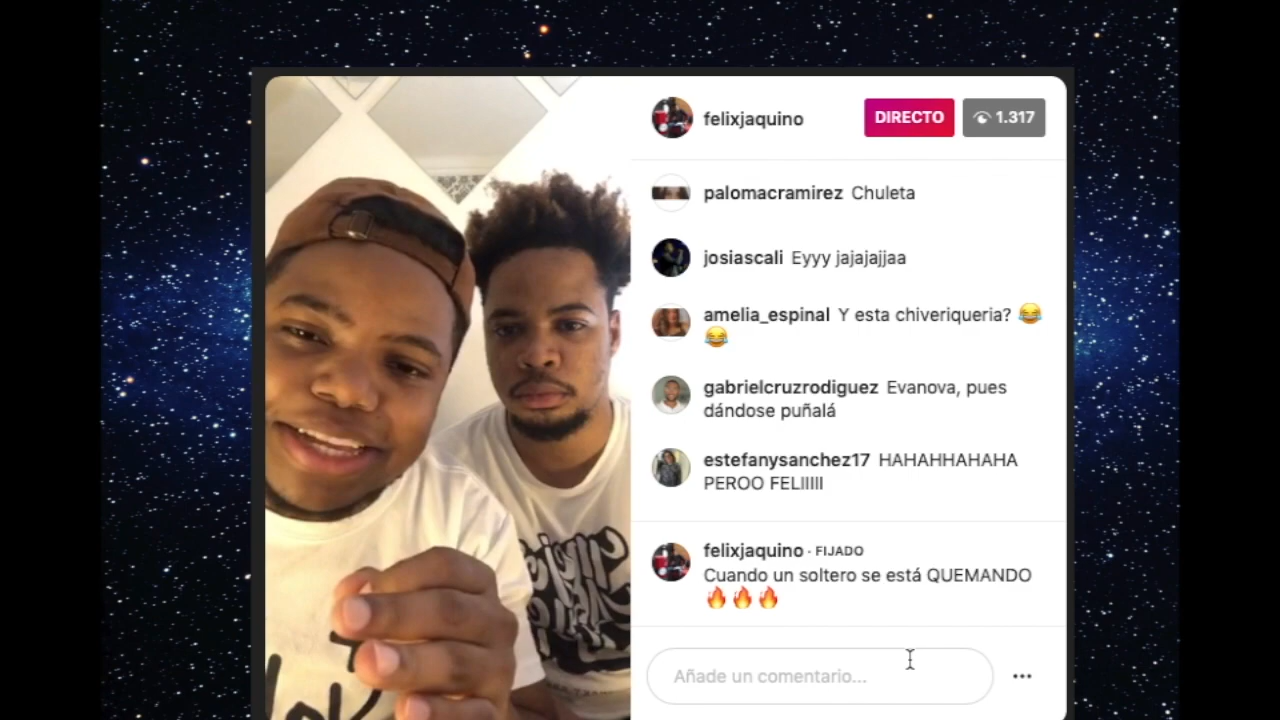 felixjaquino
DIRECTO
1.317
palomacramirez Chuleta
josiascali Eyyy jajajajjaa
amelia_espinal Y esta chiveriqueria? 😂
😂
gabrielcruzrodiguez Evanova, pues
dándose puñalá
estefanysanchez17 HAHAHHAHAHA
PEROO FELIIIII
felixjaquino · FIJADO
Cuando un soltero se está QUEMANDO
🔥🔥🔥
Añade un comentario...